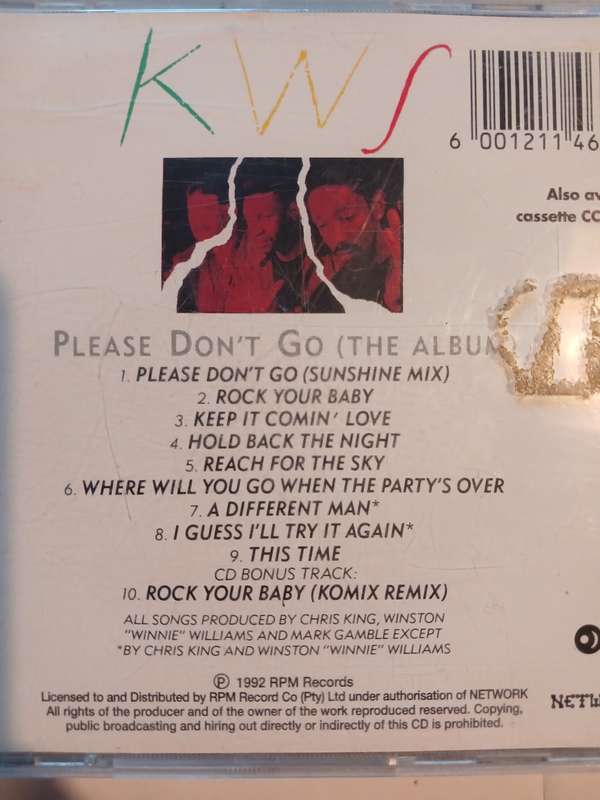 KWS
6 001211 46
Also av
cassette CC
PLEASE DON'T GO (THE ALBUM
1. PLEASE DON'T GO (SUNSHINE MIX)
2. ROCK YOUR BABY
3. KEEP IT COMIN' LOVE
4. HOLD BACK THE NIGHT
5. REACH FOR THE SKY
6. WHERE WILL YOU GO WHEN THE PARTY'S OVER
7. A DIFFERENT MAN*
8. I GUESS I'LL TRY IT AGAIN*
9. THIS TIME
CD BONUS TRACK:
10. ROCK YOUR BABY (KOMIX REMIX)
ALL SONGS PRODUCED BY CHRIS KING, WINSTON
"WINNIE" WILLIAMS AND MARK GAMBLE EXCEPT
*BY CHRIS KING AND WINSTON "WINNIE" WILLIAMS
℗ 1992 RPM Records
Licensed to and Distributed by RPM Record Co (Pty) Ltd under authorisation of NETWORK
All rights of the producer and of the owner of the work reproduced reserved. Copying,
public broadcasting and hiring out directly or indirectly of this CD is prohibited.